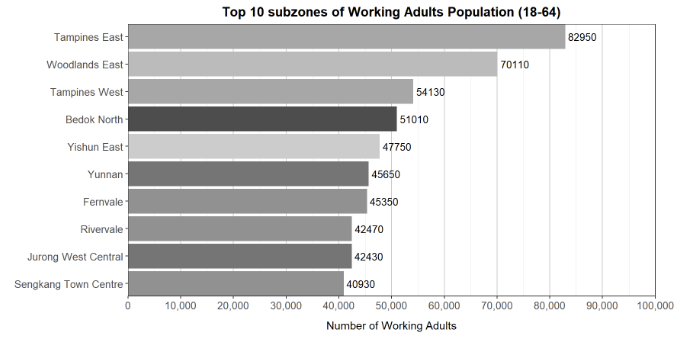 Top 10 subzones of Working Adults Population (18-64)
Tampines East 82950
Woodlands East 70110
Tampines West 54130
Bedok North 51010
Yishun East 47750
Yunnan 45650
Fernvale 45350
Rivervale 42470
Jurong West Central 42430
Sengkang Town Centre 40930
0 10,000 20,000 30,000 40,000 50,000 60,000 70,000 80,000 90,000 100,000
Number of Working Adults